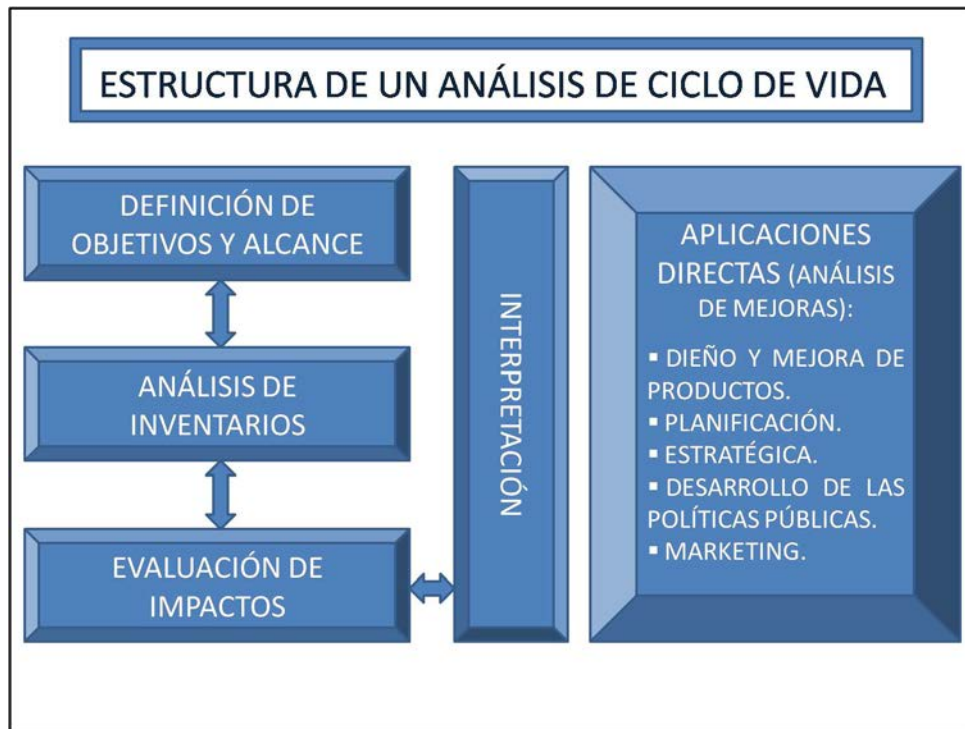 ESTRUCTURA DE UN ANÁLISIS DE CICLO DE VIDA
DEFINICIÓN DE
OBJETIVOS Y ALCANCE
ANÁLISIS DE
INVENTARIOS
EVALUACIÓN DE
IMPACTOS
INTERPRETACIÓN
APLICACIONES
DIRECTAS (ANÁLISIS
DE MEJORAS):
▪ DIEÑO Y MEJORA DE
PRODUCTOS.
▪ PLANIFICACIÓN.
▪ ESTRATÉGICA.
▪ DESARROLLO DE LAS
POLÍTICAS PÚBLICAS.
▪ MARKETING.